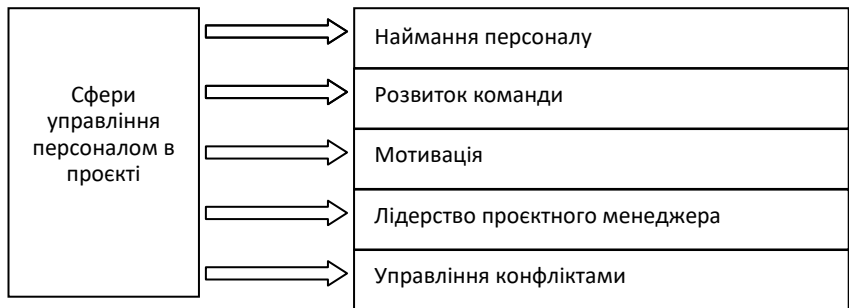 Сфери
управління
персоналом в
проєкті
Наймання персоналу
Розвиток команди
Мотивація
Лідерство проєктного менеджера
Управління конфліктами